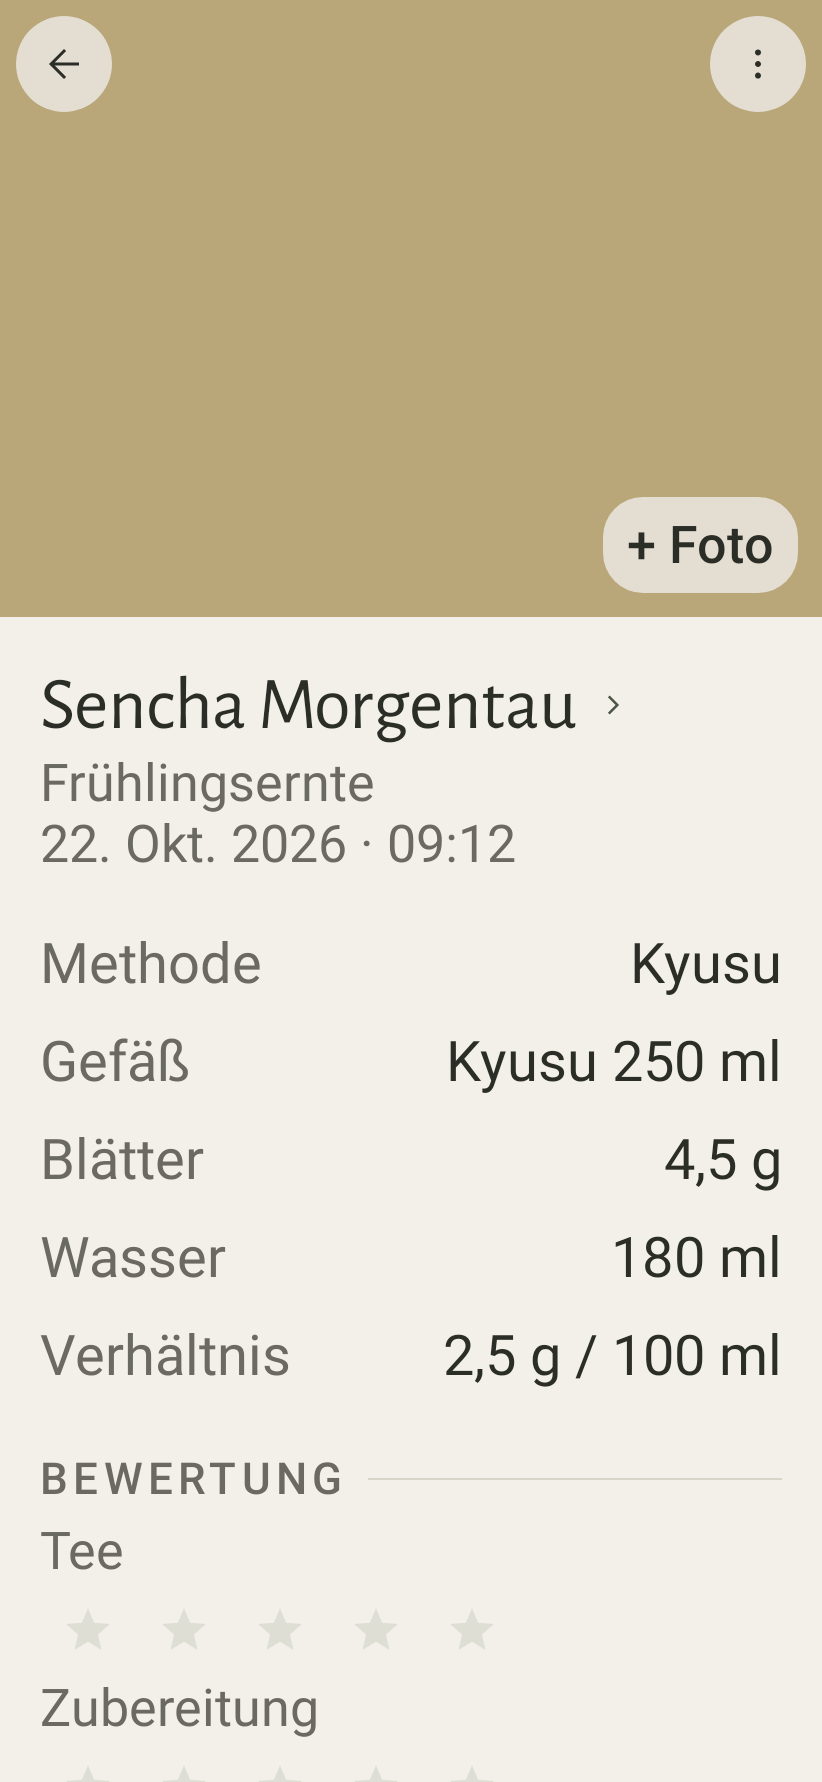 + Foto
Sencha Morgentau
Frühlingsernte
22. Okt. 2026 · 09:12
Methode Kyusu
Gefäß Kyusu 250 ml
Blätter 4,5 g
Wasser 180 ml
Verhältnis 2,5 g / 100 ml
BEWERTUNG
Tee
Zubereitung